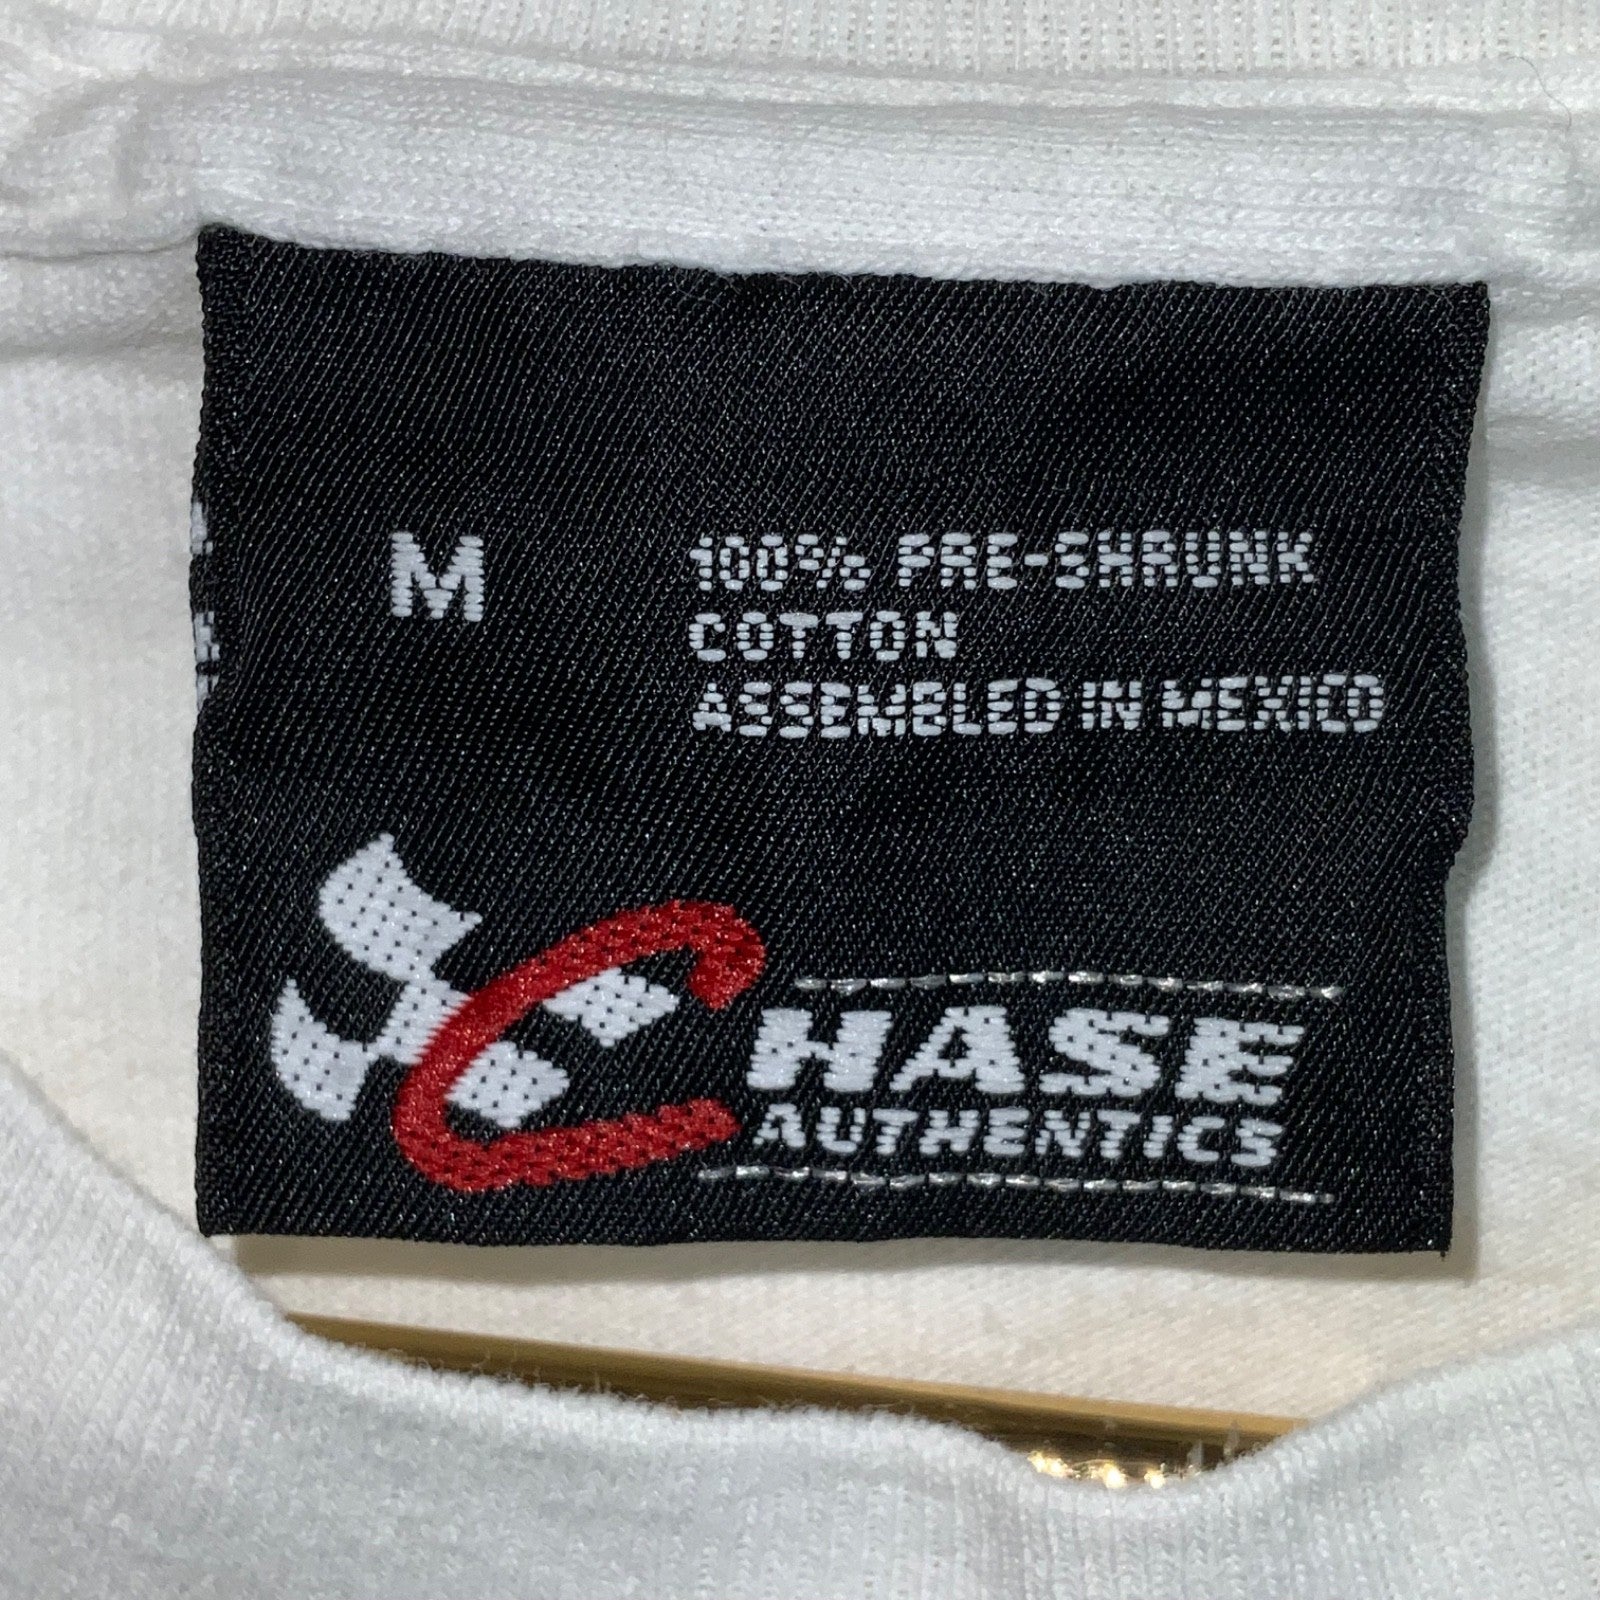 M
100% PRE-SHRUNK
COTTON
ASSEMBLED IN MEXICO
CHASE
AUTHENTICS